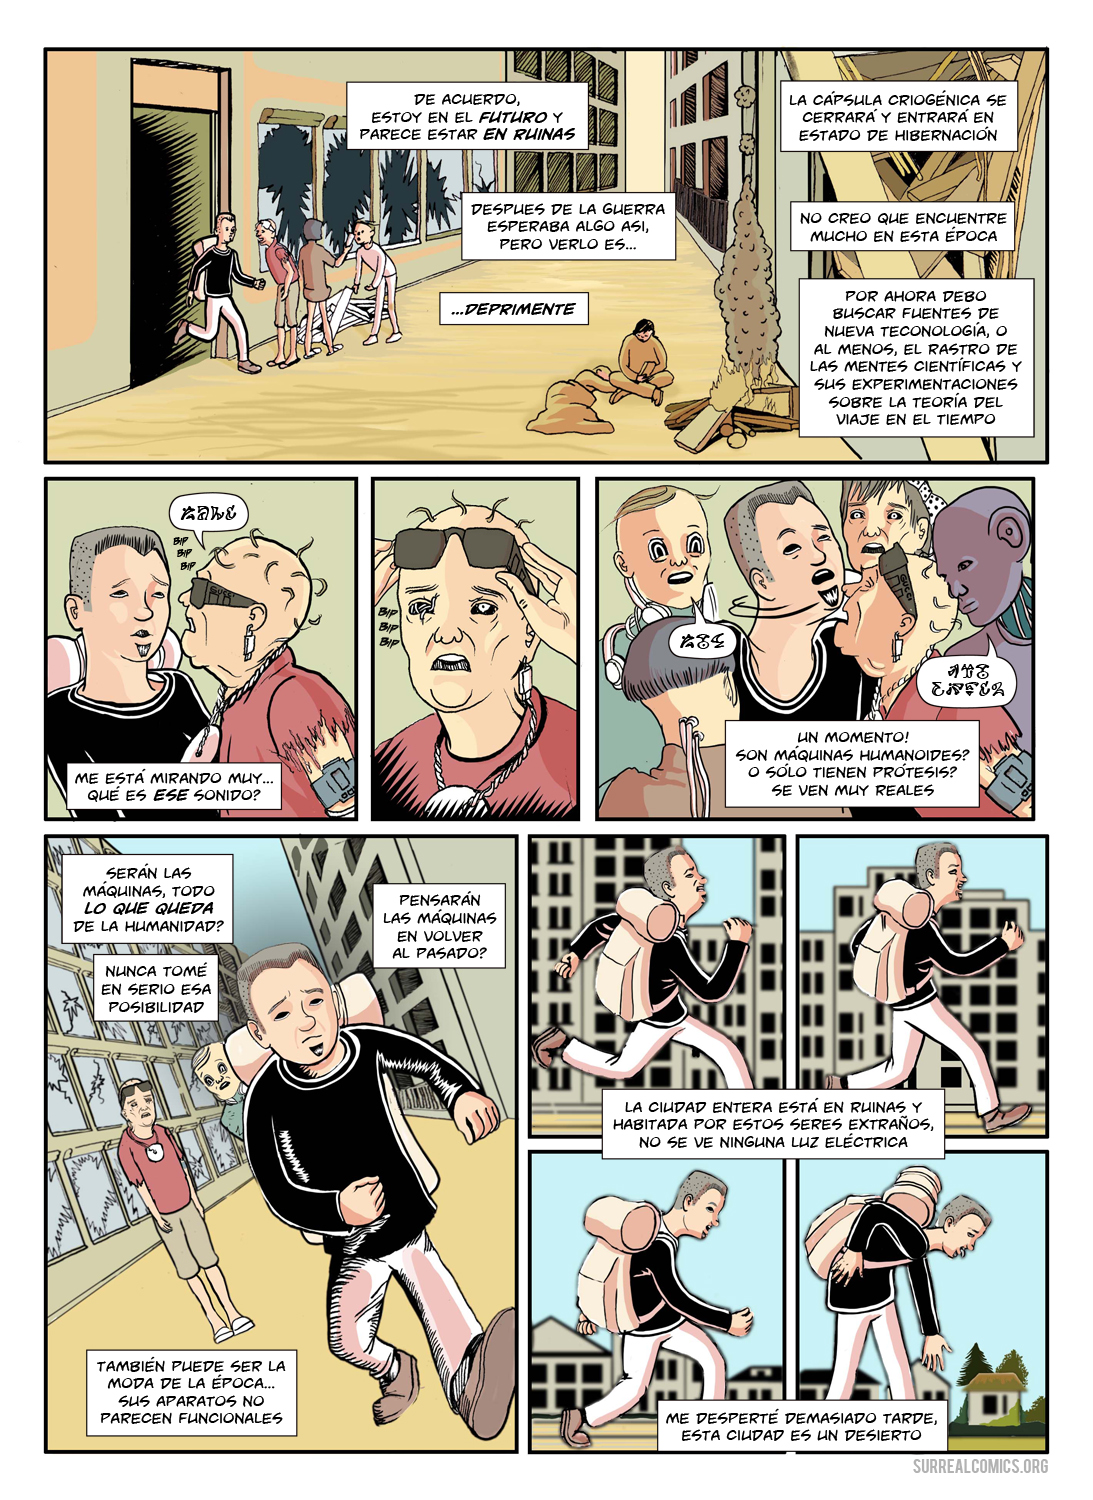 DE ACUERDO,
ESTOY EN EL FUTURO Y
PARECE ESTAR EN RUINAS
DESPUES DE LA GUERRA
ESPERABA ALGO ASI,
PERO VERLO ES...
...DEPRIMENTE
LA CÁPSULA CRIOGÉNICA SE
CERRARÁ Y ENTRARÁ EN
ESTADO DE HIBERNACIÓN
NO CREO QUE ENCUENTRE
MUCHO EN ESTA ÉPOCA
POR AHORA DEBO
BUSCAR FUENTES DE
NUEVA TECONOLOGÍA, O
AL MENOS, EL RASTRO DE
LAS MENTES CIENTÍFICAS Y
SUS EXPERIMENTACIONES
SOBRE LA TEORÍA DEL
VIAJE EN EL TIEMPO
BIP
BIP
BIP
GUCCI
ME ESTÁ MIRANDO MUY...
QUÉ ES ESE SONIDO?
BIP
BIP
BIP
GUCCI
UN MOMENTO!
SON MÁQUINAS HUMANOIDES?
O SÓLO TIENEN PRÓTESIS?
SE VEN MUY REALES
SERÁN LAS
MÁQUINAS, TODO
LO QUE QUEDA
DE LA HUMANIDAD?
NUNCA TOMÉ
EN SERIO ESA
POSIBILIDAD
PENSARÁN
LAS MÁQUINAS
EN VOLVER
AL PASADO?
TAMBIÉN PUEDE SER LA
MODA DE LA ÉPOCA...
SUS APARATOS NO
PARECEN FUNCIONALES
LA CIUDAD ENTERA ESTÁ EN RUINAS Y
HABITADA POR ESTOS SERES EXTRAÑOS,
NO SE VE NINGUNA LUZ ELÉCTRICA
ME DESPERTÉ DEMASIADO TARDE,
ESTA CIUDAD ES UN DESIERTO
SURREALCOMICS.ORG